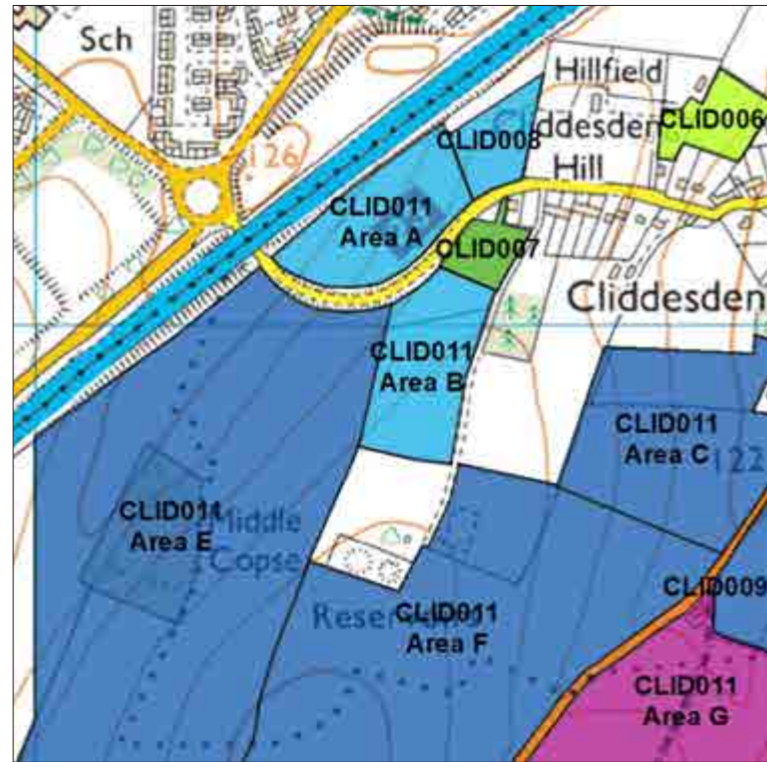 Sch
Hillfield
CLID006
CLID008
Cliddesden
Hill
126
CLID011
Area A
CLID007
Cliddesden
CLID011
Area B
CLID011
Area C
122
CLID011
Area E
Middle
Copse
CLID009
CLID011
Area F
CLID011
Area G